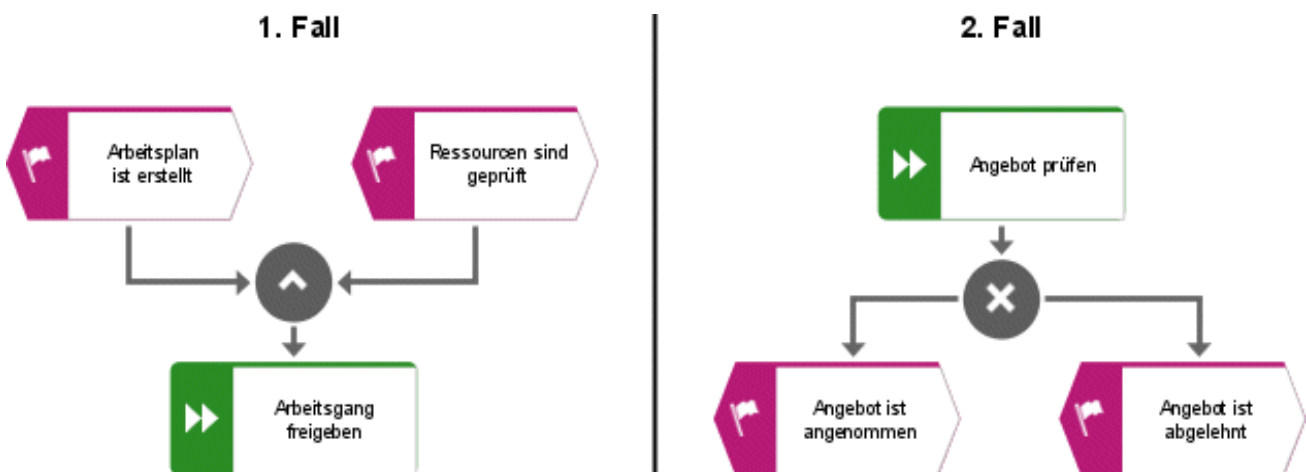 1. Fall
2. Fall
Arbeitsplan
ist erstellt
Ressourcen sind
geprüft
Angebot prüfen
Arbeitsgang
freigeben
Angebot ist
angenommen
Angebot ist
abgelehnt